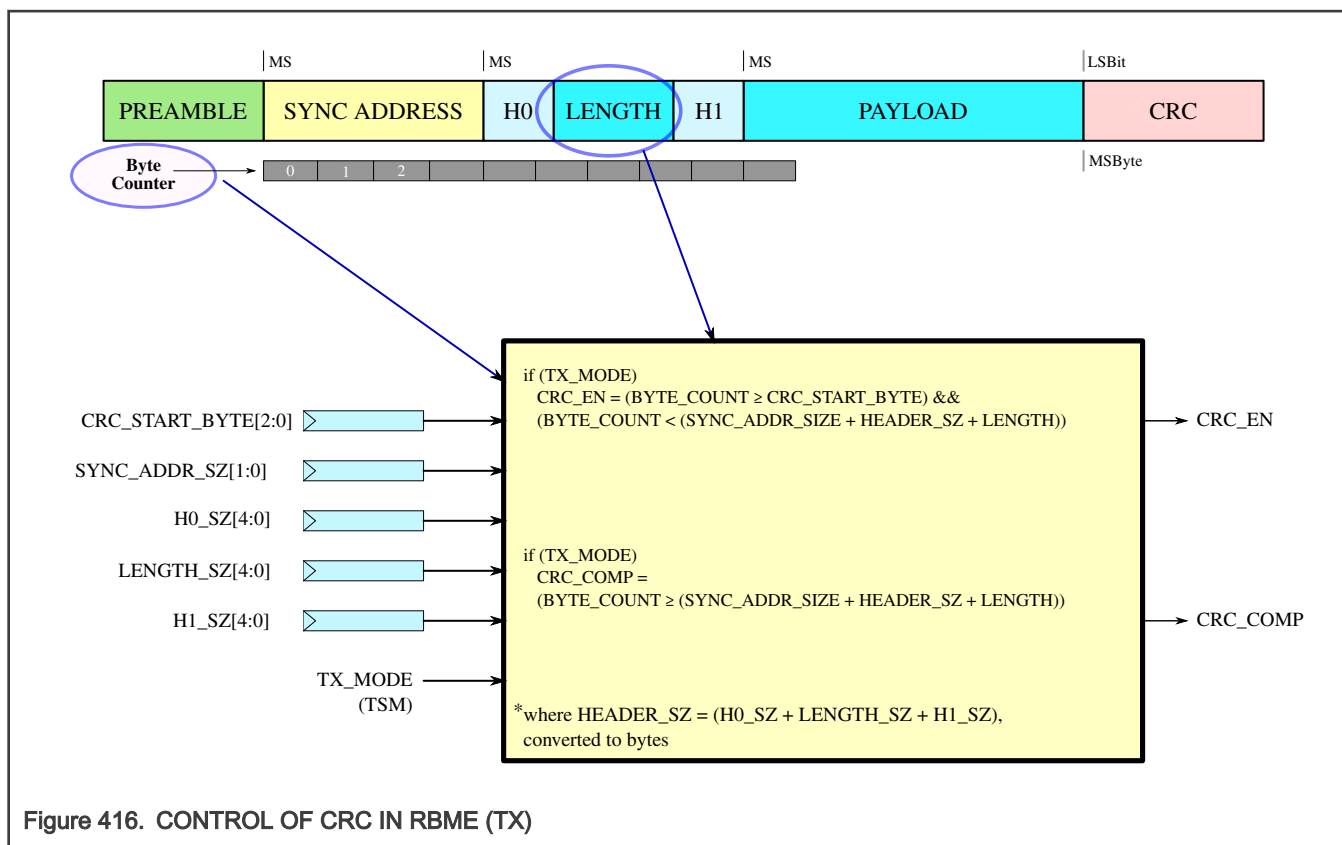 MS
MS
MS
LSBit
PREAMBLE
SYNC ADDRESS
H0
LENGTH
H1
PAYLOAD
CRC
Byte
Counter
0
1
2
MSByte
if (TX_MODE)
CRC_EN = (BYTE_COUNT ≥ CRC_START_BYTE) &&
(BYTE_COUNT < (SYNC_ADDR_SIZE + HEADER_SZ + LENGTH))
CRC_START_BYTE[2:0]
CRC_EN
SYNC_ADDR_SZ[1:0]
H0_SZ[4:0]
if (TX_MODE)
CRC_COMP =
(BYTE_COUNT ≥ (SYNC_ADDR_SIZE + HEADER_SZ + LENGTH))
LENGTH_SZ[4:0]
H1_SZ[4:0]
CRC_COMP
TX_MODE
(TSM)
*where HEADER_SZ = (H0_SZ + LENGTH_SZ + H1_SZ),
converted to bytes
Figure 416. CONTROL OF CRC IN RBME (TX)